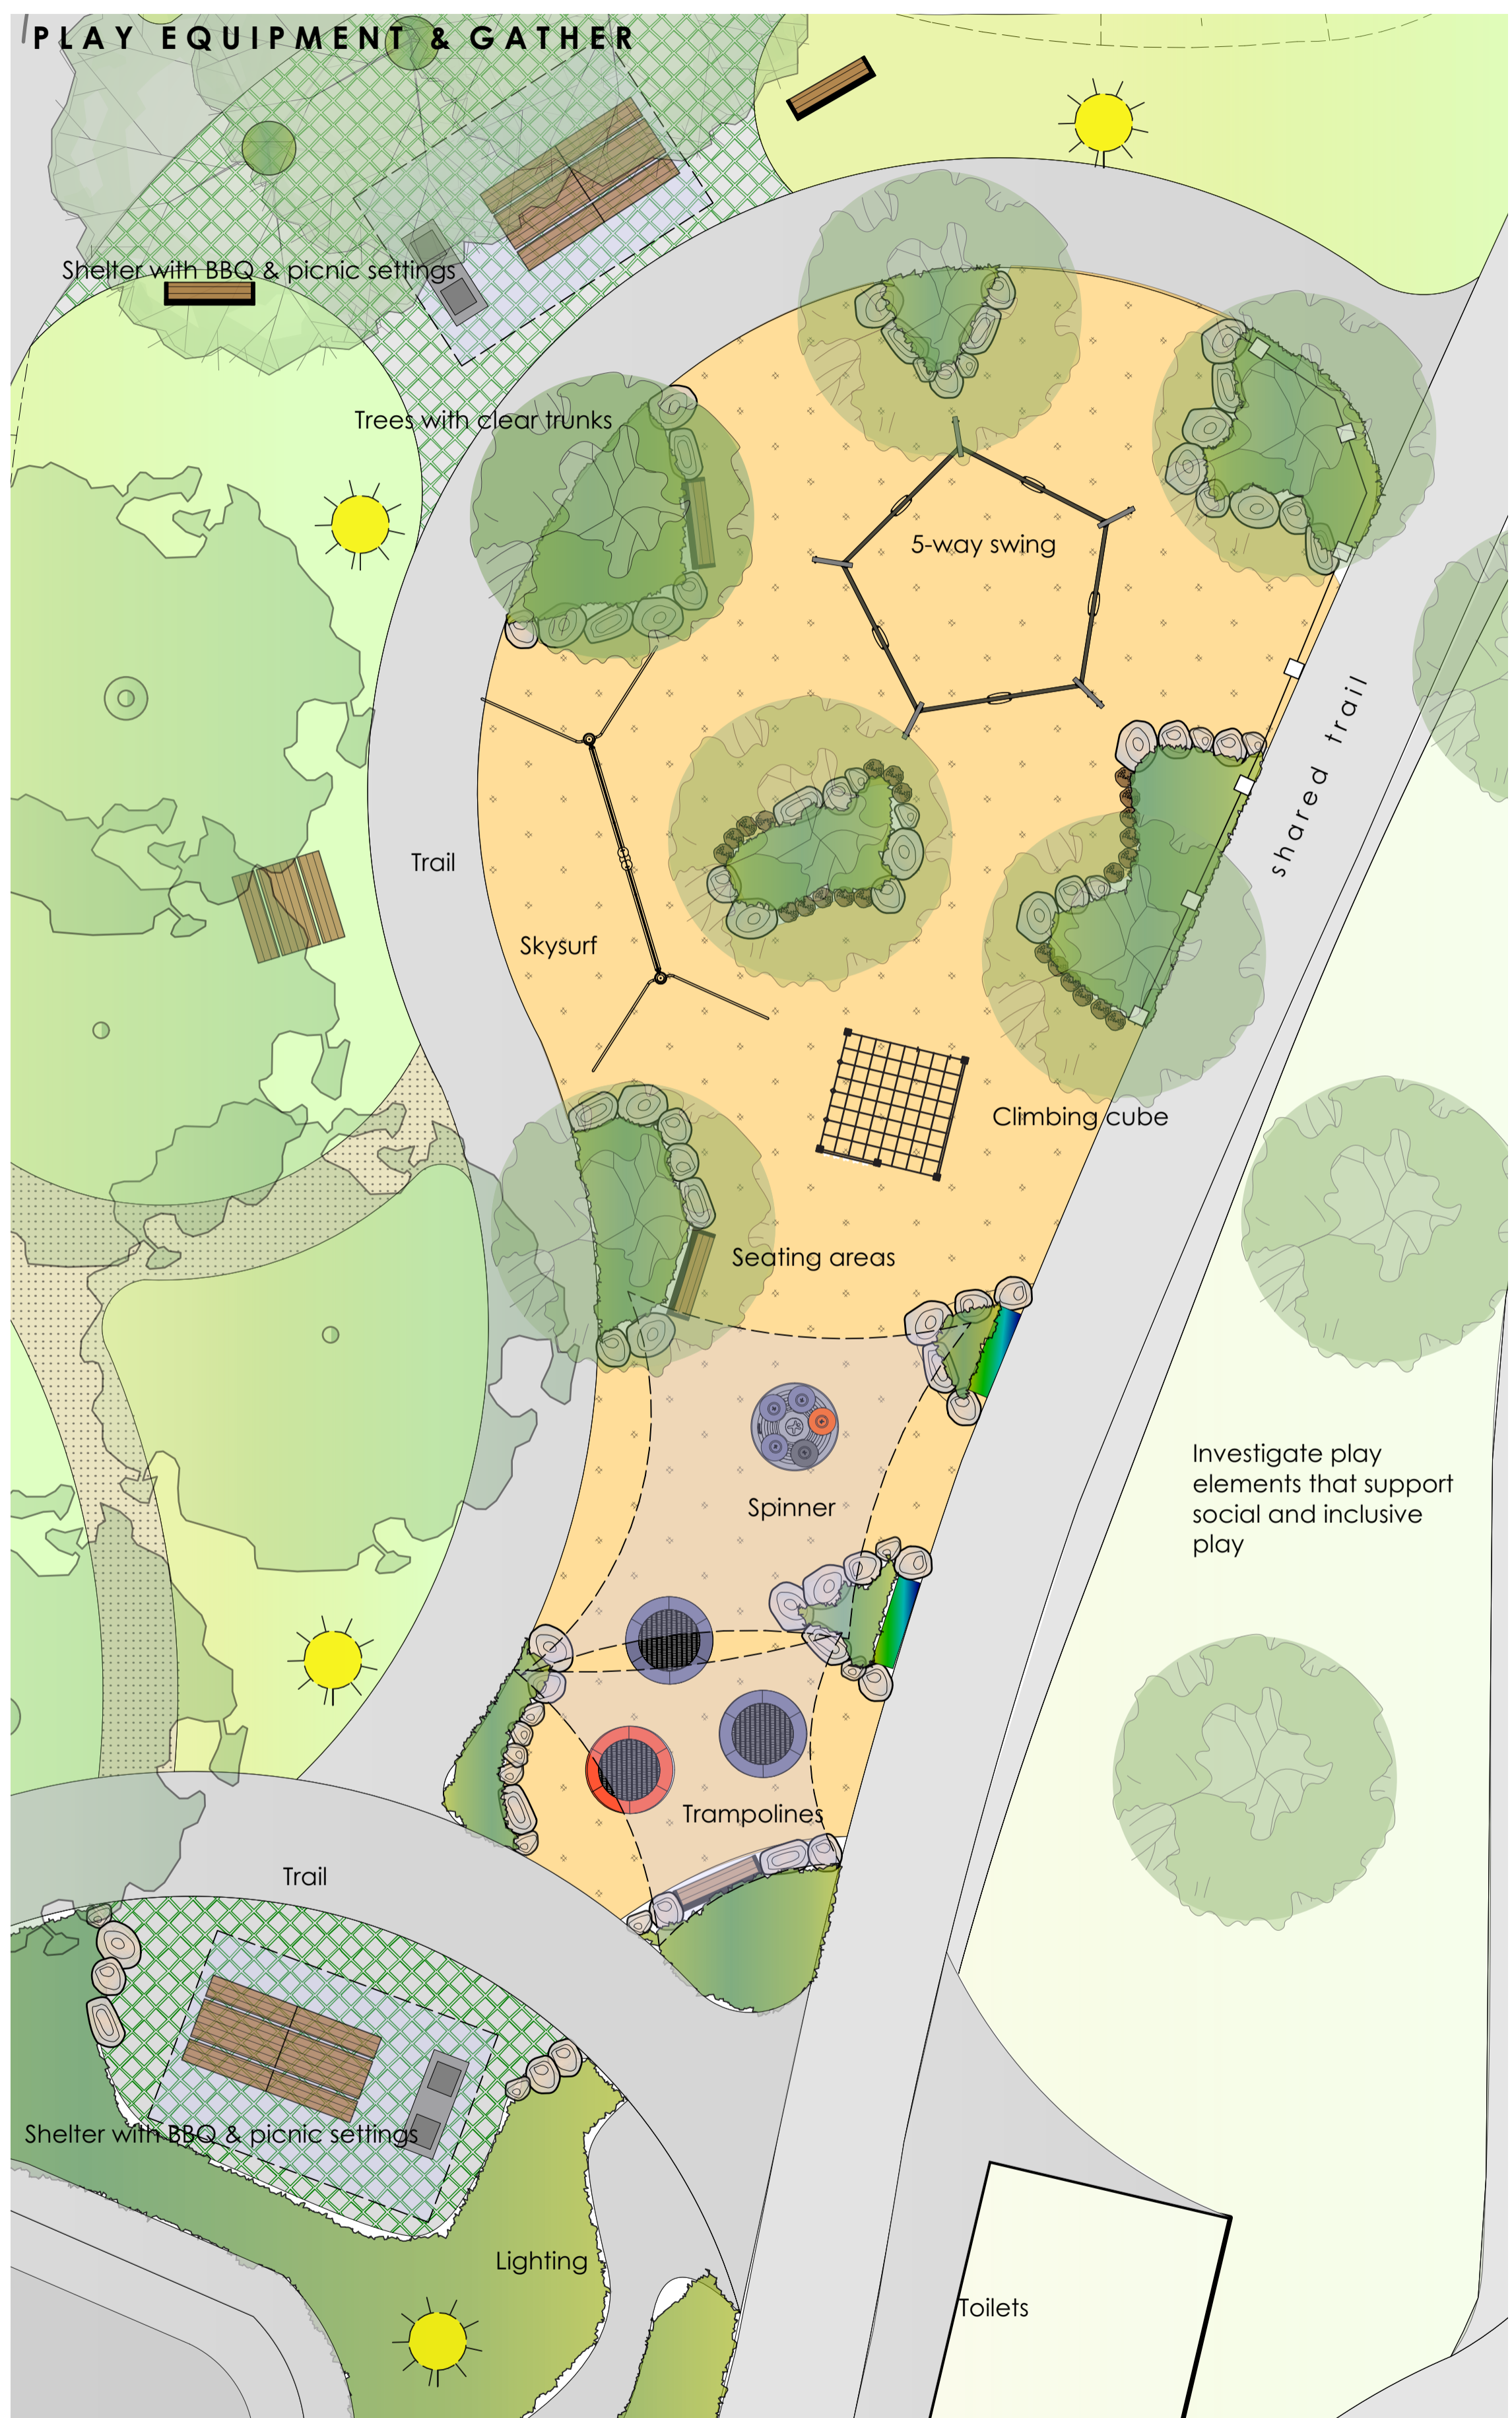 PLAY EQUIPMENT & GATHER
Shelter with BBQ & picnic settings
Trees with clear trunks
5-way swing
shared trail
Trail
Skysurf
Climbing cube
Seating areas
Investigate play
elements that support
social and inclusive
play
Spinner
Trampolines
Trail
Shelter with BBQ & picnic settings
Lighting
Toilets